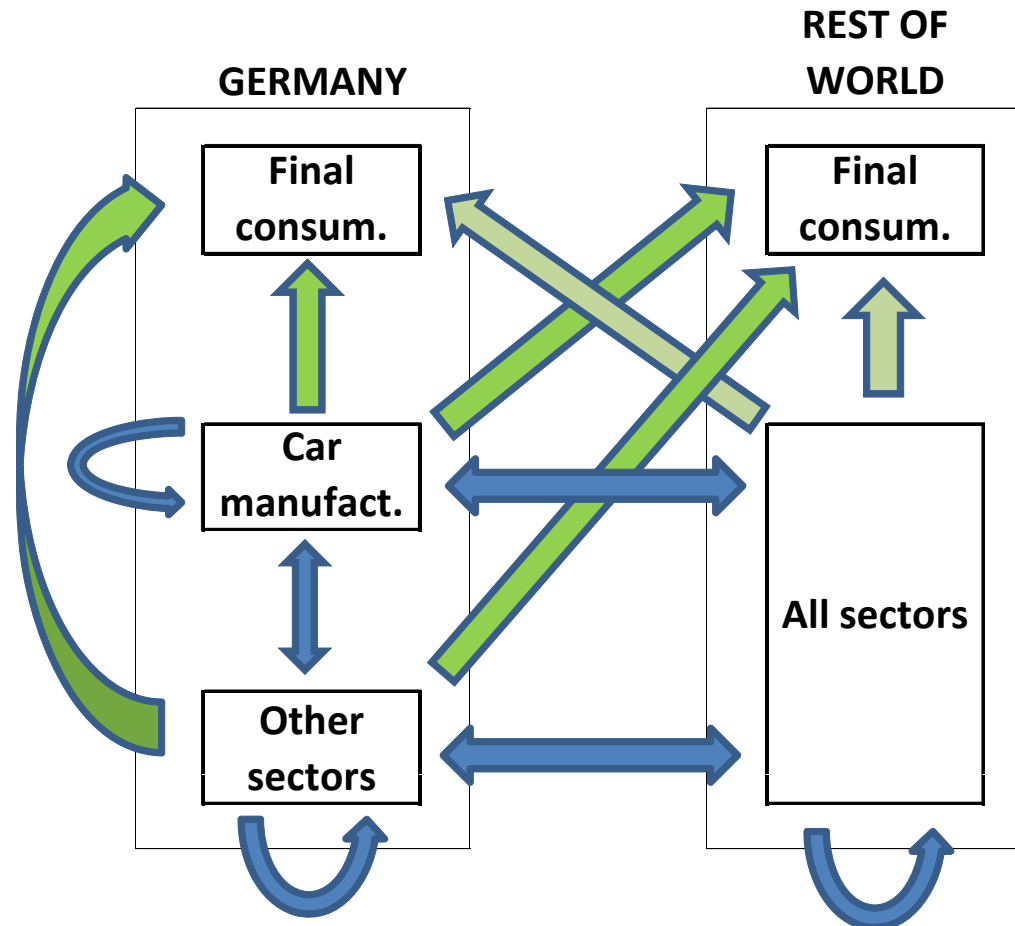 GERMANY
Final
consum.
Car
manufact.
Other
sectors
REST OF
WORLD
Final
consum.
All sectors